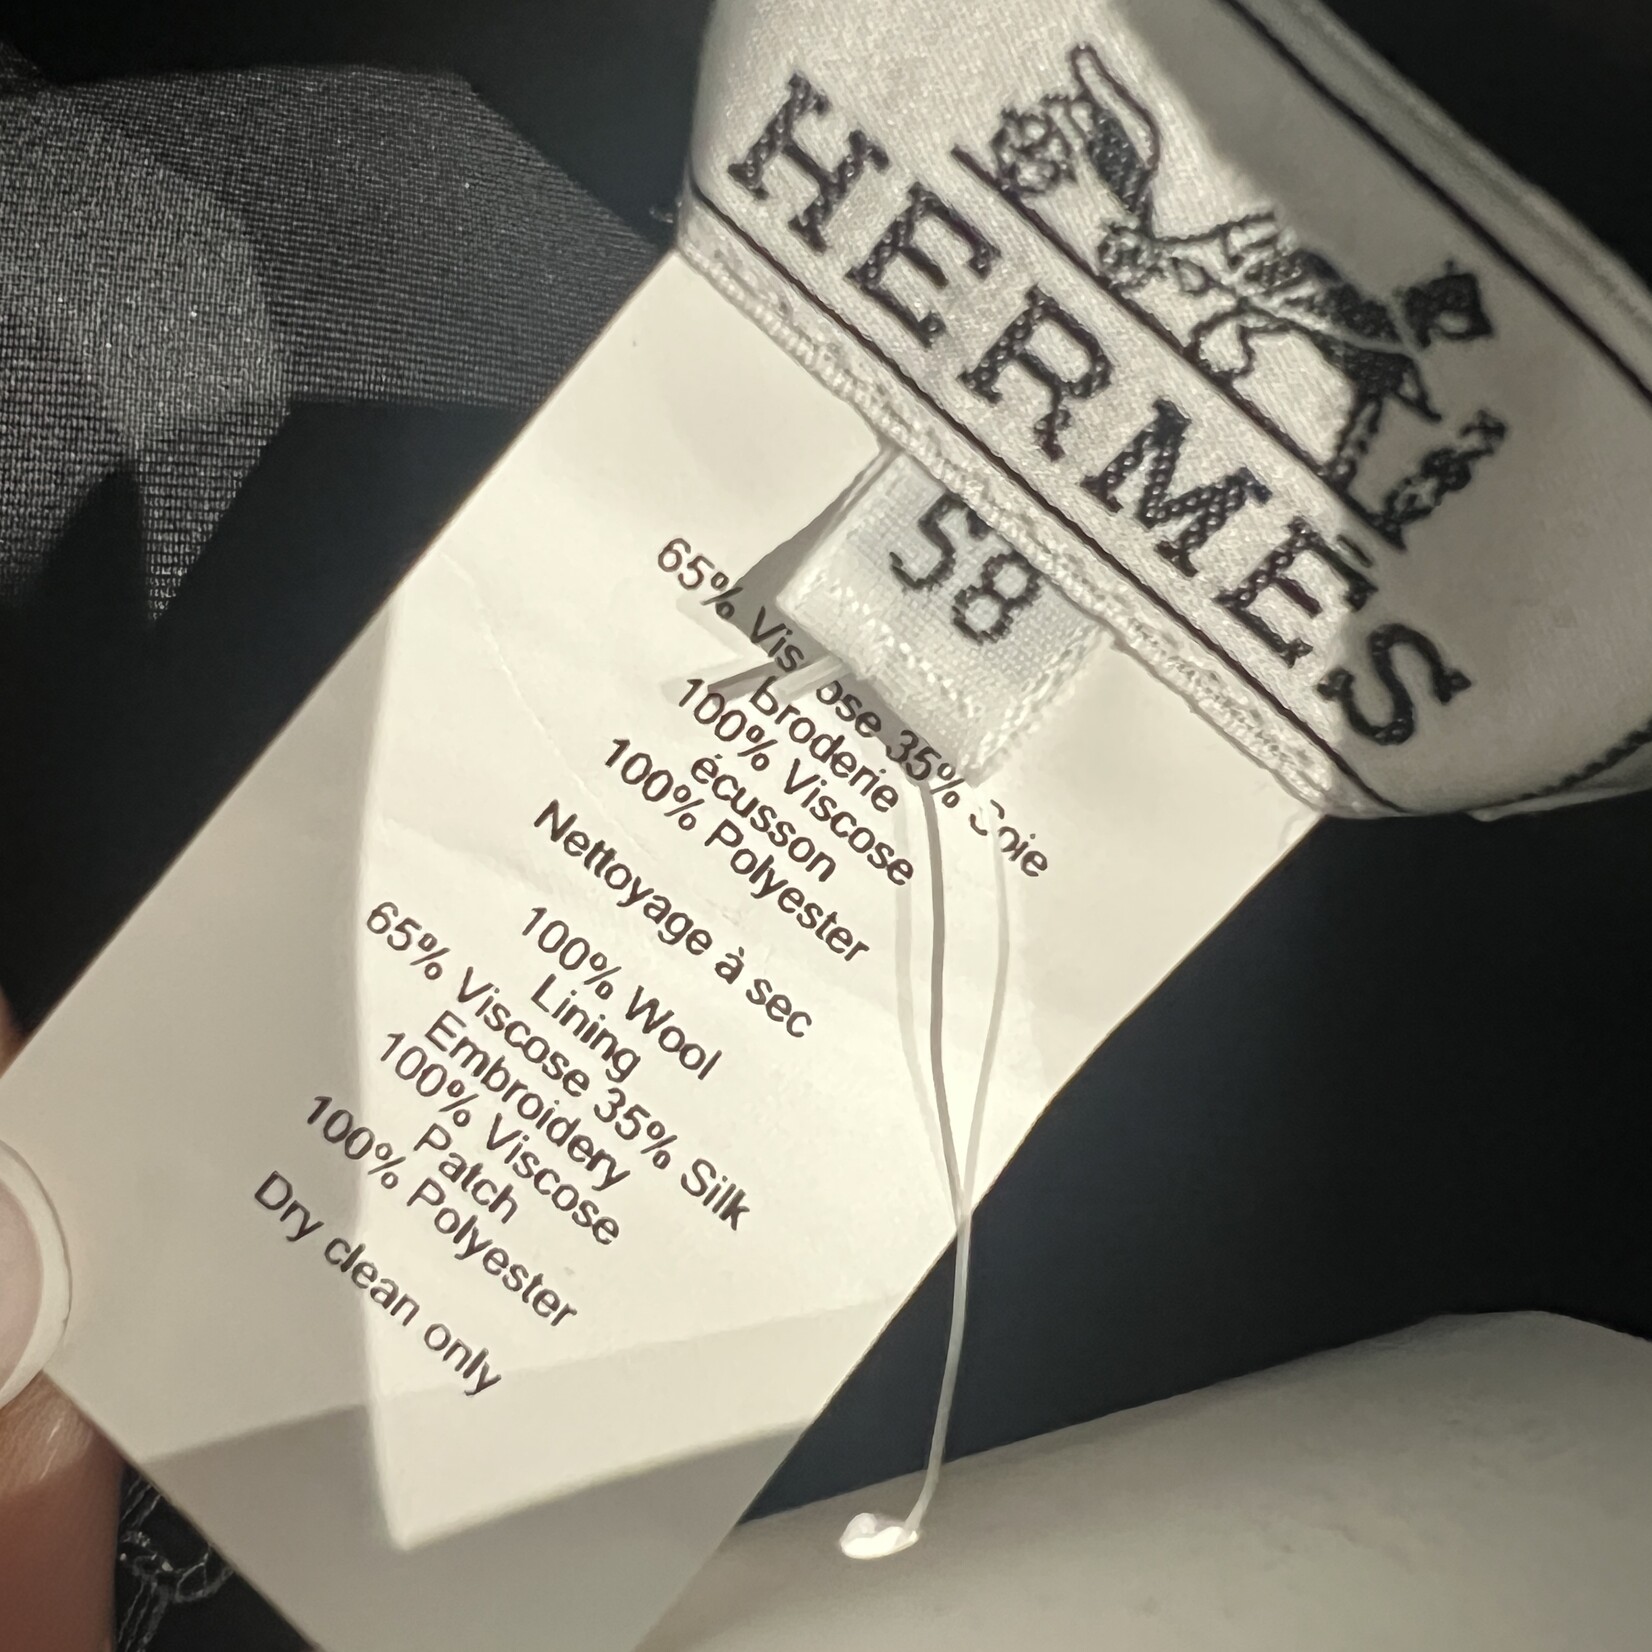 HERMES
58
65% Viscose 35% Soie
broderie
100% Viscose
écusson
100% Polyester
Nettoyage à sec
100% Wool
Lining
65% Viscose 35% Silk
Embroidery
100% Viscose
Patch
100% Polyester
Dry clean only